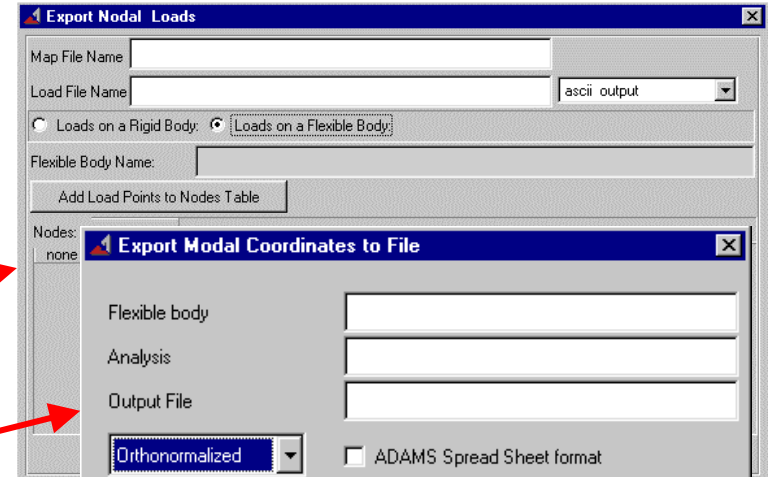 Export Nodal Loads
Map File Name
Load File Name
ascii output
Loads on a Rigid Body: Loads on a Flexible Body:
Flexible Body Name:
Add Load Points to Nodes Table
Nodes:
none
Export Modal Coordinates to File
Flexible body
Analysis
Output File
Orthonormalized
ADAMS Spread Sheet format